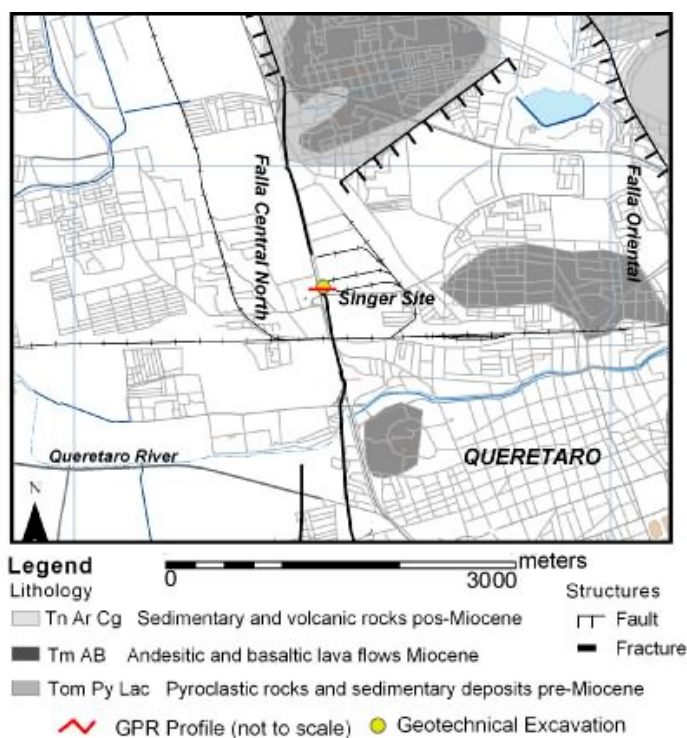 Falla Central North
Falla Oriental
Singer Site
Queretaro River
QUERETARO
N
Legend
0 3000 meters
Lithology
Structures
Tn Ar Cg Sedimentary and volcanic rocks pos-Miocene
Fault
Tm AB Andesitic and basaltic lava flows Miocene
Fracture
Tom Py Lac Pyroclastic rocks and sedimentary deposits pre-Miocene
GPR Profile (not to scale) Geotechnical Excavation